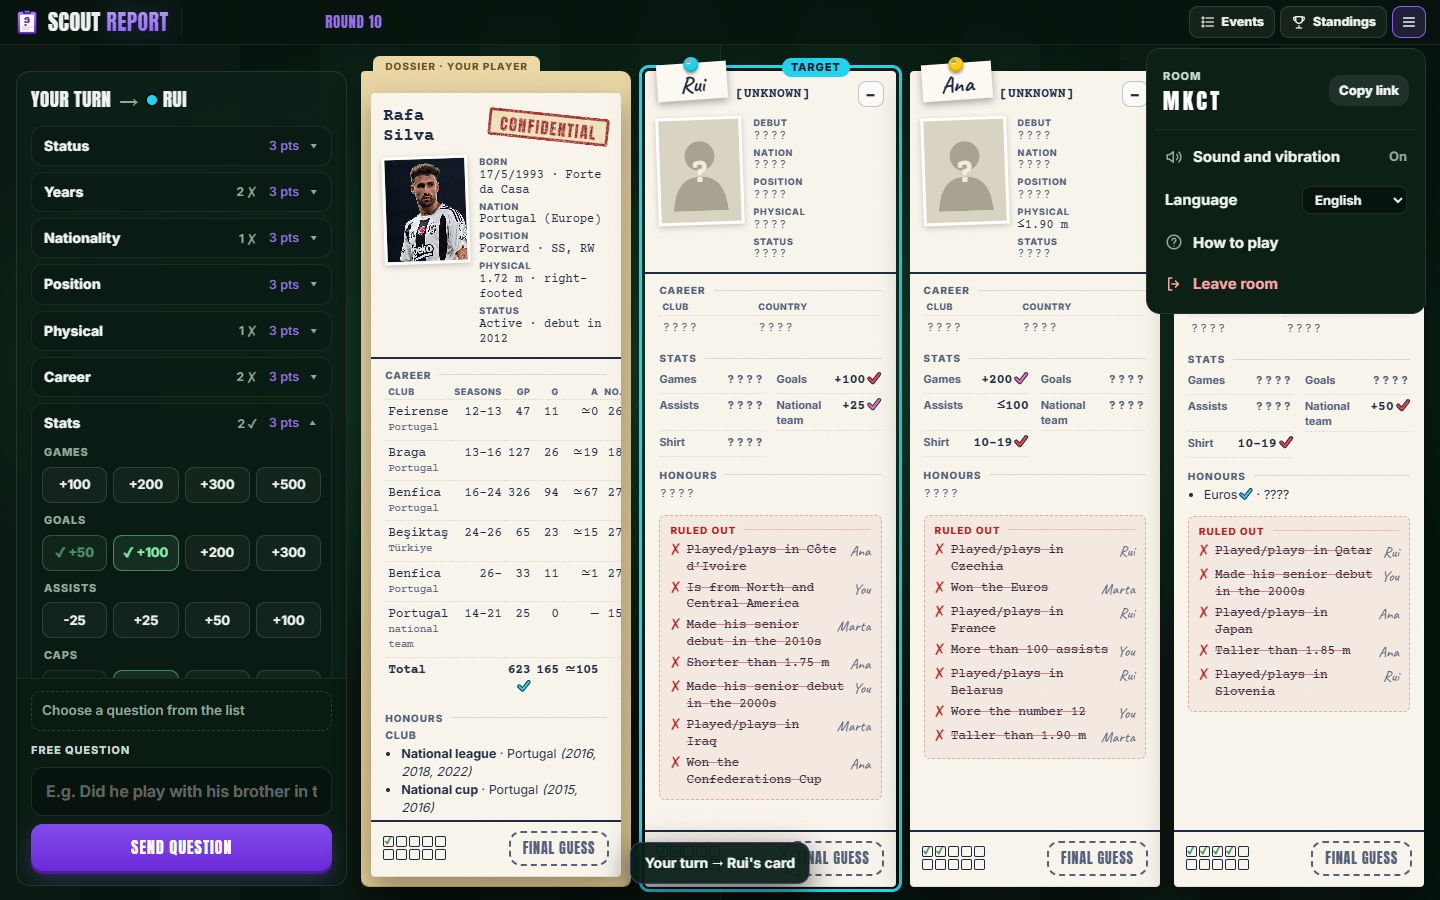 SCOUT REPORT
ROUND 10
Events
Standings
YOUR TURN → RUI
Status 3 pts
Years 2 ✗ 3 pts
Nationality 1 ✗ 3 pts
Position 3 pts
Physical 1 ✗ 3 pts
Career 2 ✗ 3 pts
Stats 2 ✓ 3 pts
GAMES
+100 +200 +300 +500
GOALS
✓ +50 ✓ +100 +200 +300
ASSISTS
-25 +25 +50 +100
CAPS
Choose a question from the list
FREE QUESTION
E.g. Did he play with his brother in t
SEND QUESTION
DOSSIER · YOUR PLAYER
Rafa
Silva
CONFIDENTIAL
BORN
17/5/1993 · Forte
da Casa
NATION
Portugal (Europe)
POSITION
Forward · SS, RW
PHYSICAL
1.72 m · right-
footed
STATUS
Active · debut in
2012
CAREER
CLUB SEASONS GP G A NO.
Feirense 12–13 47 11 ≃0 26
Portugal
Braga 13–16 127 26 ≃19 18
Portugal
Benfica 16–24 326 94 ≃67 27
Portugal
Beşiktaş 24–26 65 23 ≃15 27
Türkiye
Benfica 26– 33 11 ≃1 27
Portugal
Portugal 14–21 25 0 — 15
national
team
Total 623 165 ≃105
✓
HONOURS
CLUB
• National league · Portugal (2016,
2018, 2022)
• National cup · Portugal (2015,
2016)
FINAL GUESS
Rui
TARGET
[UNKNOWN]
–
?
DEBUT
????
NATION
????
POSITION
????
PHYSICAL
????
STATUS
????
CAREER
CLUB COUNTRY
???? ????
STATS
Games ???? Goals +100 ✓
Assists ???? National +25 ✓
team
Shirt ????
HONOURS
????
RULED OUT
✗ Played/plays in Côte Ana
d'Ivoire
✗ Is from North and You
Central America
✗ Made his senior Marta
debut in the 2010s
✗ Shorter than 1.75 m Ana
✗ Made his senior debut You
in the 2000s
✗ Played/plays in Marta
Iraq
✗ Won the Ana
Confederations Cup
FINAL GUESS
Your turn → Rui's card
Ana
[UNKNOWN]
–
?
DEBUT
????
NATION
????
POSITION
????
PHYSICAL
≤1.90 m
STATUS
????
CAREER
CLUB COUNTRY
???? ????
STATS
Games +200 ✓ Goals ????
Assists ≤100 National ????
team
Shirt 10–19 ✓
HONOURS
????
RULED OUT
✗ Played/plays in Rui
Czechia
✗ Won the Euros Marta
✗ Played/plays in Rui
France
✗ More than 100 assists You
✗ Played/plays in Rui
Belarus
✗ Wore the number 12 You
✗ Taller than 1.90 m Marta
FINAL GUESS
ROOM
MKCT
Copy link
Sound and vibration On
Language English
How to play
Leave room
???? ????
STATS
Games ???? Goals ????
Assists ???? National +50 ✓
team
Shirt 10–19 ✓
HONOURS
• Euros ✓ · ????
RULED OUT
✗ Played/plays in Qatar Rui
✗ Made his senior debut You
in the 2000s
✗ Played/plays in Ana
Japan
✗ Taller than 1.85 m Ana
✗ Played/plays in Rui
Slovenia
FINAL GUESS